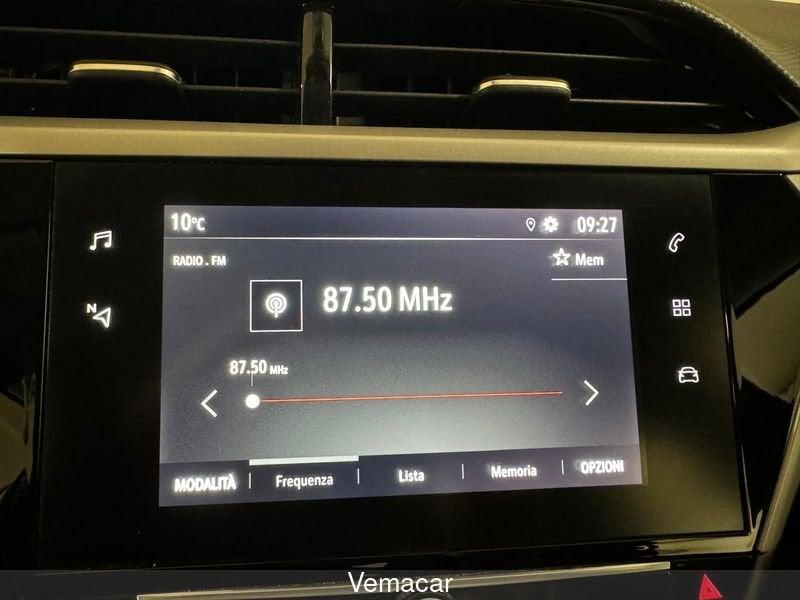 10°C 09:27
RADIO . FM ☆ Mem
N
87.50 MHz
87.50 MHz
MODALITÀ Frequenza Lista Memoria OPZIONI
Vemacar